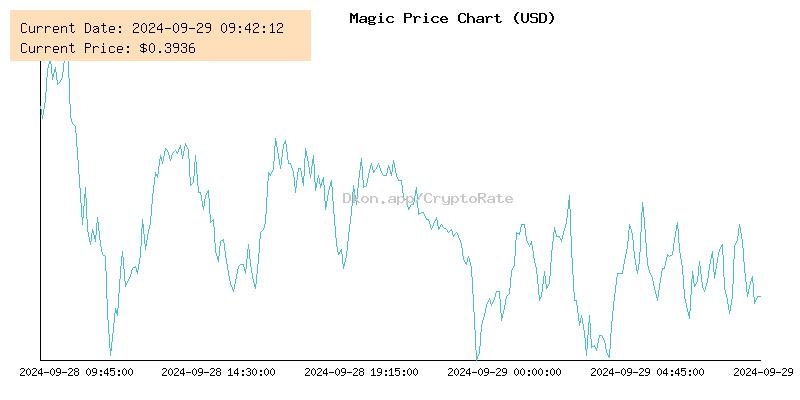 Magic Price Chart (USD)
Current Date: 2024-09-29 09:42:12
Current Price: $0.3936
Dion.app/CryptoRate
2024-09-28 09:45:00 2024-09-28 14:30:00 2024-09-28 19:15:00 2024-09-29 00:00:00 2024-09-29 04:45:00 2024-09-29